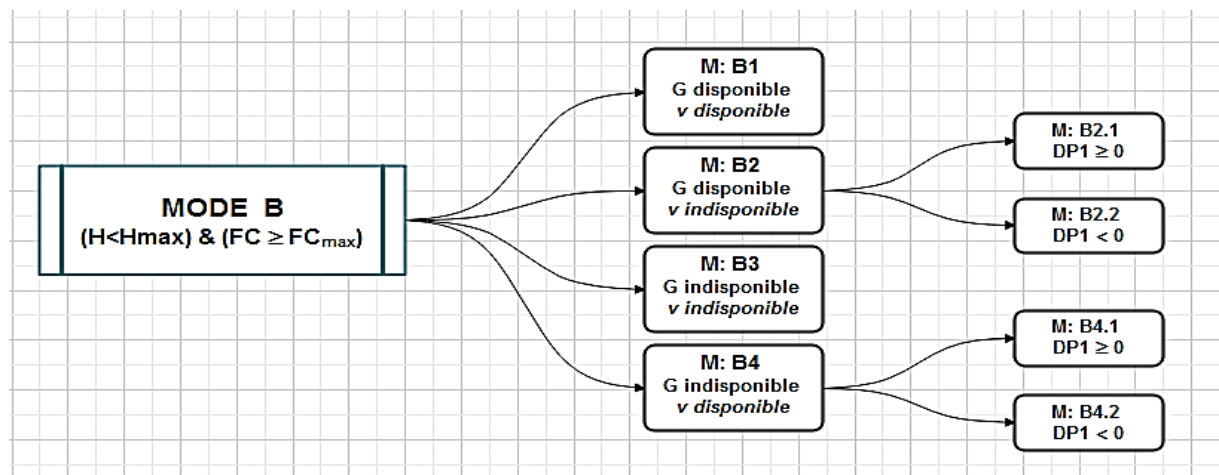 MODE B
(H<Hmax) & (FC ≥ FCmax)
M: B1
G disponible
v disponible
M: B2
G disponible
v indisponible
M: B3
G indisponible
v indisponible
M: B4
G indisponible
v disponible
M: B2.1
DP1 ≥ 0
M: B2.2
DP1 < 0
M: B4.1
DP1 ≥ 0
M: B4.2
DP1 < 0